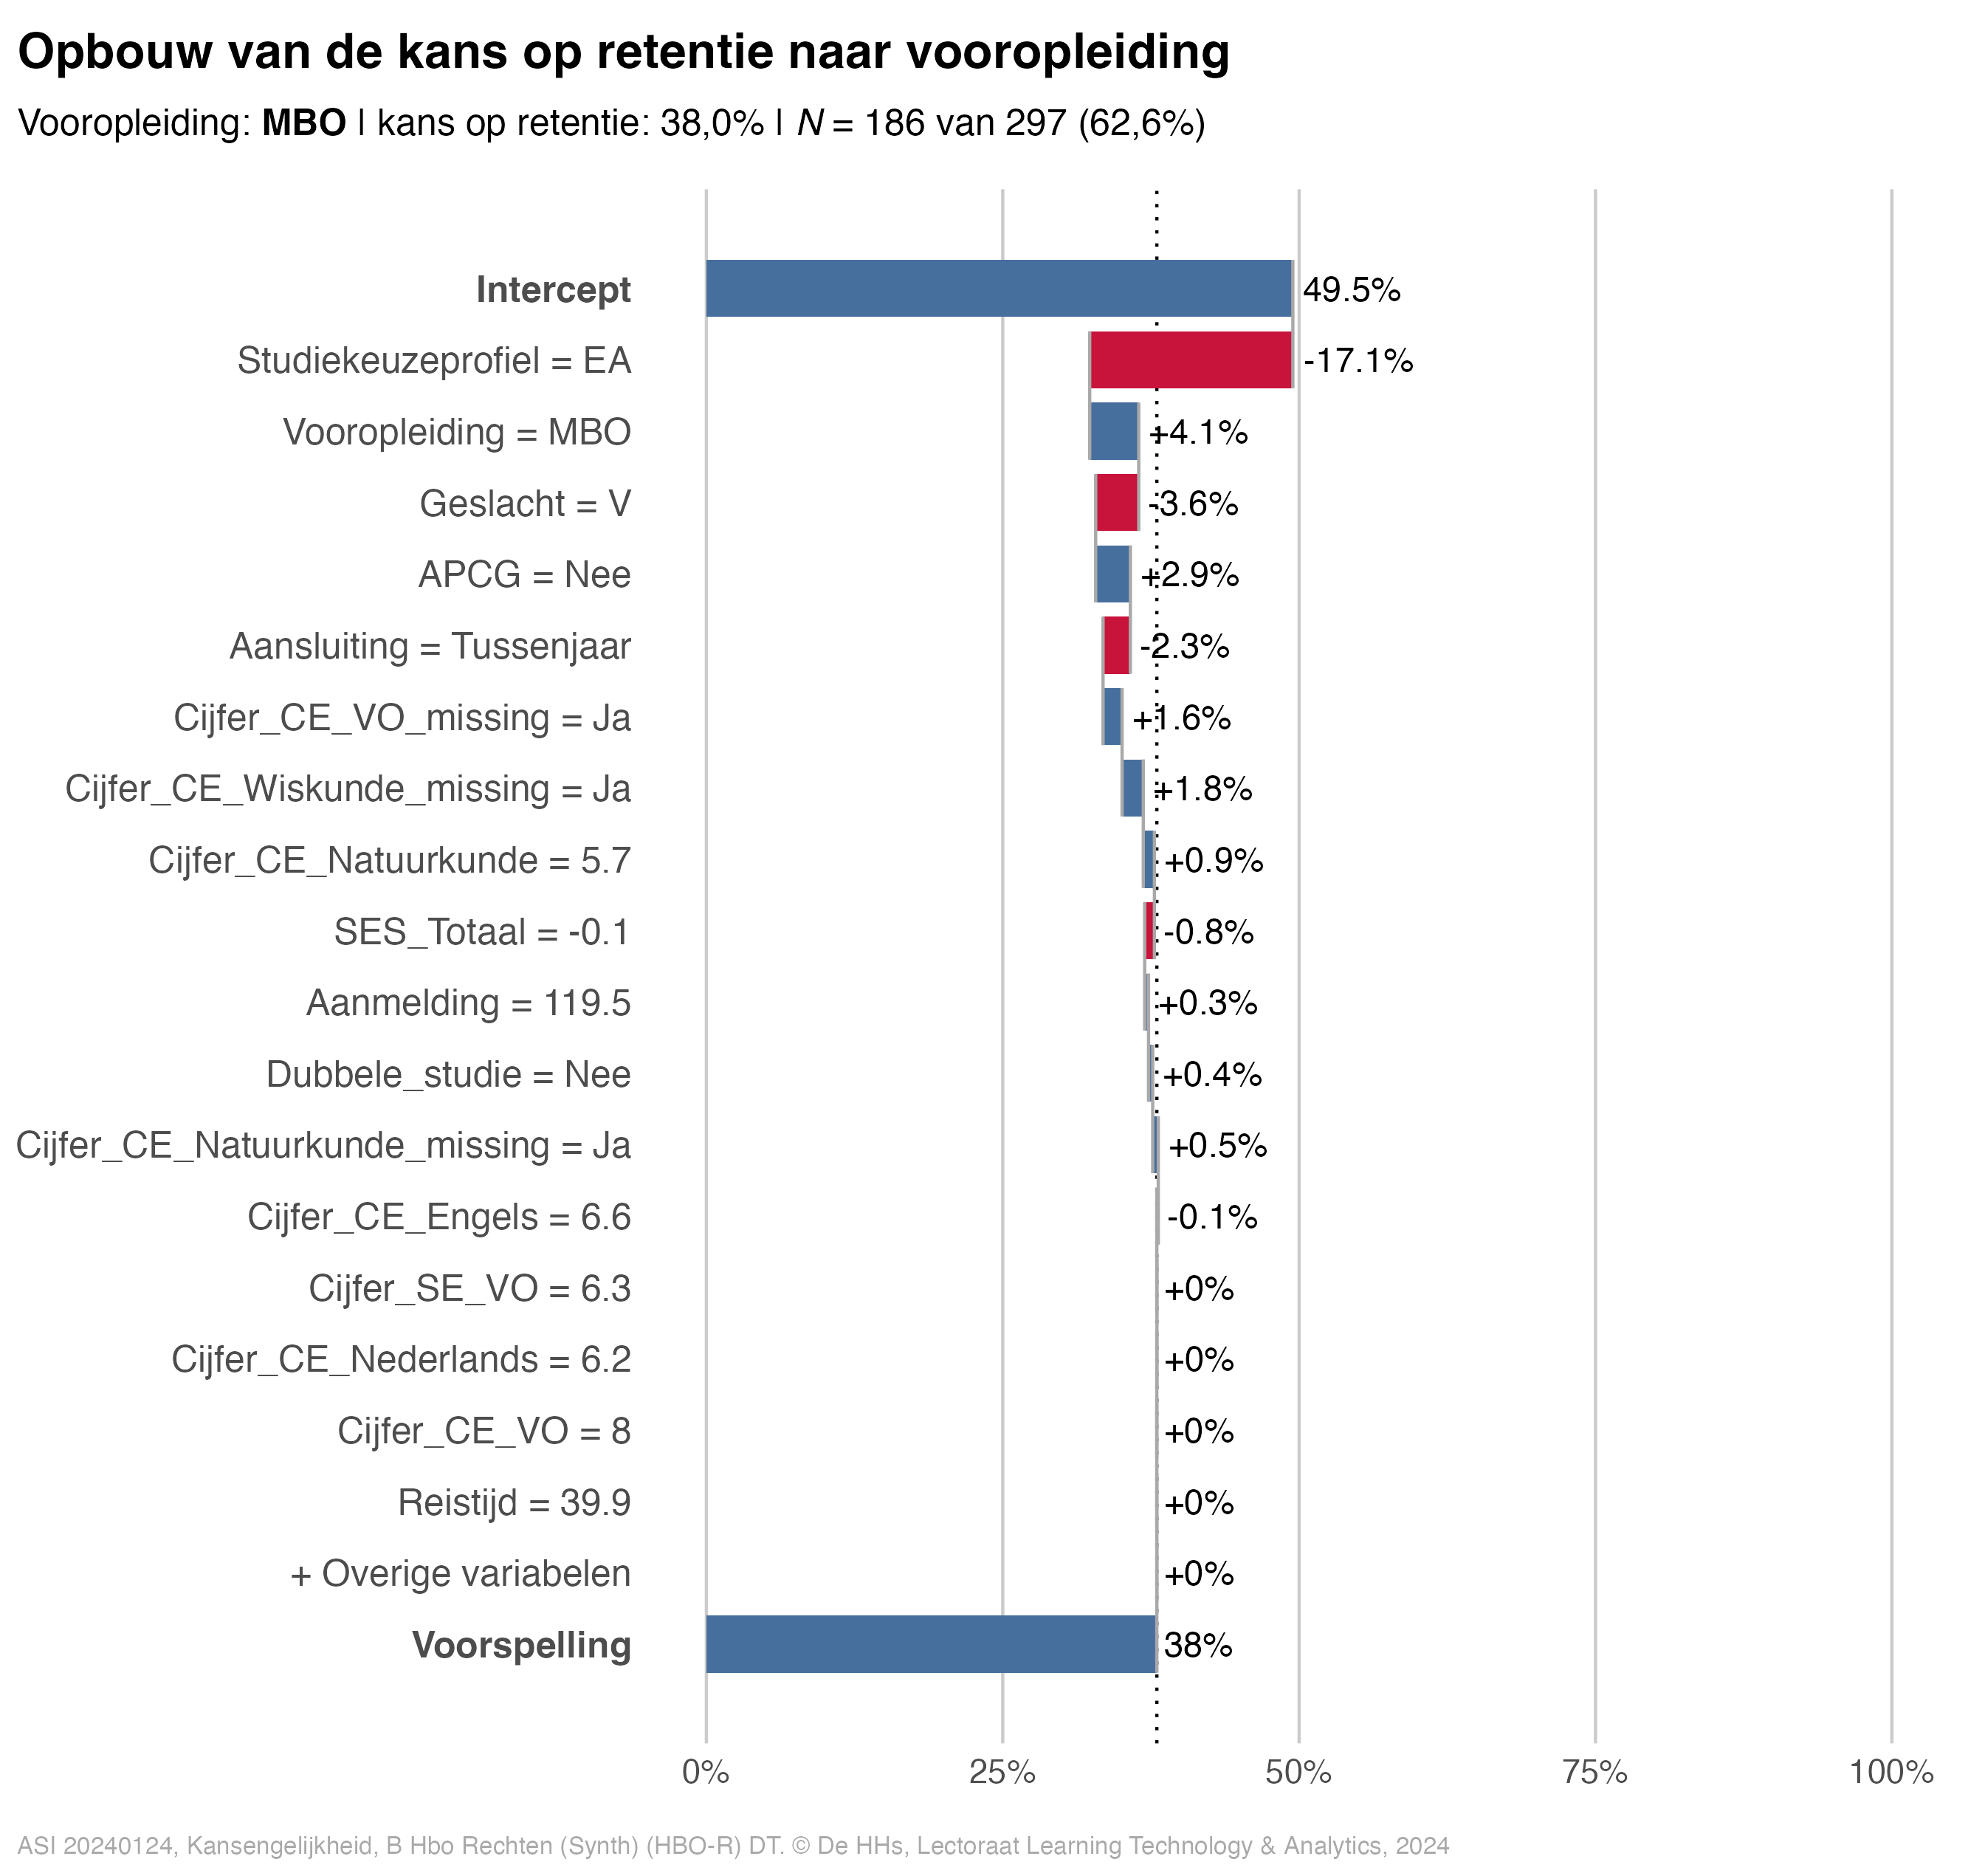 Opbouw van de kans op retentie naar vooropleiding
Vooropleiding: MBO | kans op retentie: 38,0% | N = 186 van 297 (62,6%)
Intercept 49.5%
Studiekeuzeprofiel = EA -17.1%
Vooropleiding = MBO +4.1%
Geslacht = V -3.6%
APCG = Nee +2.9%
Aansluiting = Tussenjaar -2.3%
Cijfer_CE_VO_missing = Ja +1.6%
Cijfer_CE_Wiskunde_missing = Ja +1.8%
Cijfer_CE_Natuurkunde = 5.7 +0.9%
SES_Totaal = -0.1 -0.8%
Aanmelding = 119.5 +0.3%
Dubbele_studie = Nee +0.4%
Cijfer_CE_Natuurkunde_missing = Ja +0.5%
Cijfer_CE_Engels = 6.6 -0.1%
Cijfer_SE_VO = 6.3 +0%
Cijfer_CE_Nederlands = 6.2 +0%
Cijfer_CE_VO = 8 +0%
Reistijd = 39.9 +0%
+ Overige variabelen +0%
Voorspelling 38%
0% 25% 50% 75% 100%
ASI 20240124, Kansengelijkheid, B Hbo Rechten (Synth) (HBO-R) DT. © De HHs, Lectoraat Learning Technology & Analytics, 2024